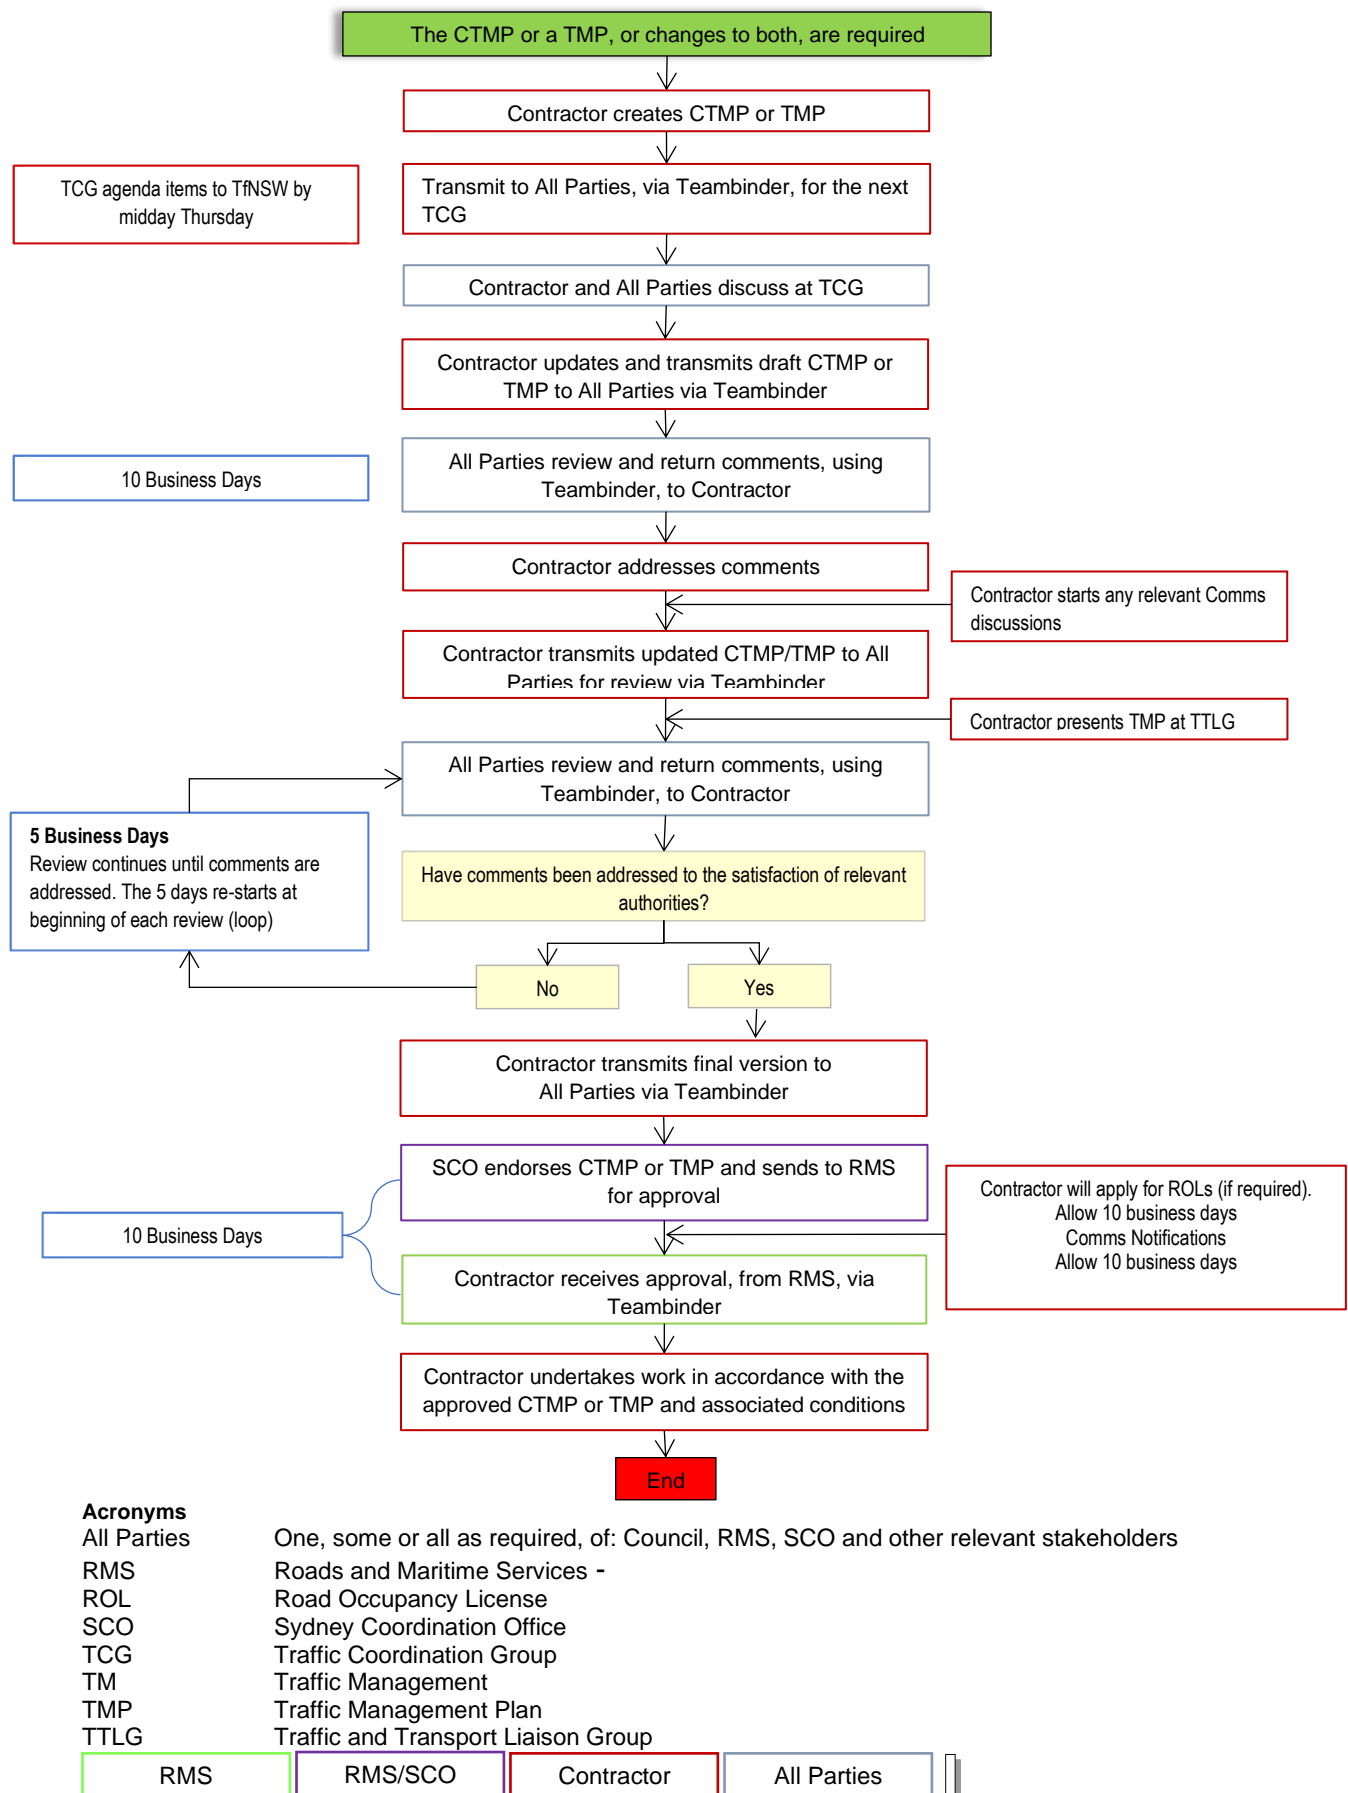 The CTMP or a TMP, or changes to both, are required
Contractor creates CTMP or TMP
TCG agenda items to TfNSW by
midday Thursday
Transmit to All Parties, via Teambinder, for the next
TCG
Contractor and All Parties discuss at TCG
Contractor updates and transmits draft CTMP or
TMP to All Parties via Teambinder
10 Business Days
All Parties review and return comments, using
Teambinder, to Contractor
Contractor addresses comments
Contractor starts any relevant Comms
discussions
Contractor transmits updated CTMP/TMP to All
Parties for review via Teambinder
Contractor presents TMP at TTLG
All Parties review and return comments, using
Teambinder, to Contractor
5 Business Days
Review continues until comments are
addressed. The 5 days re-starts at
beginning of each review (loop)
Have comments been addressed to the satisfaction of relevant
authorities?
No
Yes
Contractor transmits final version to
All Parties via Teambinder
SCO endorses CTMP or TMP and sends to RMS
for approval
10 Business Days
Contractor will apply for ROLs (if required).
Allow 10 business days
Comms Notifications
Allow 10 business days
Contractor receives approval, from RMS, via
Teambinder
Contractor undertakes work in accordance with the
approved CTMP or TMP and associated conditions
End
Acronyms
All Parties One, some or all as required, of: Council, RMS, SCO and other relevant stakeholders
RMS Roads and Maritime Services -
ROL Road Occupancy License
SCO Sydney Coordination Office
TCG Traffic Coordination Group
TM Traffic Management
TMP Traffic Management Plan
TTLG Traffic and Transport Liaison Group
RMS RMS/SCO Contractor All Parties